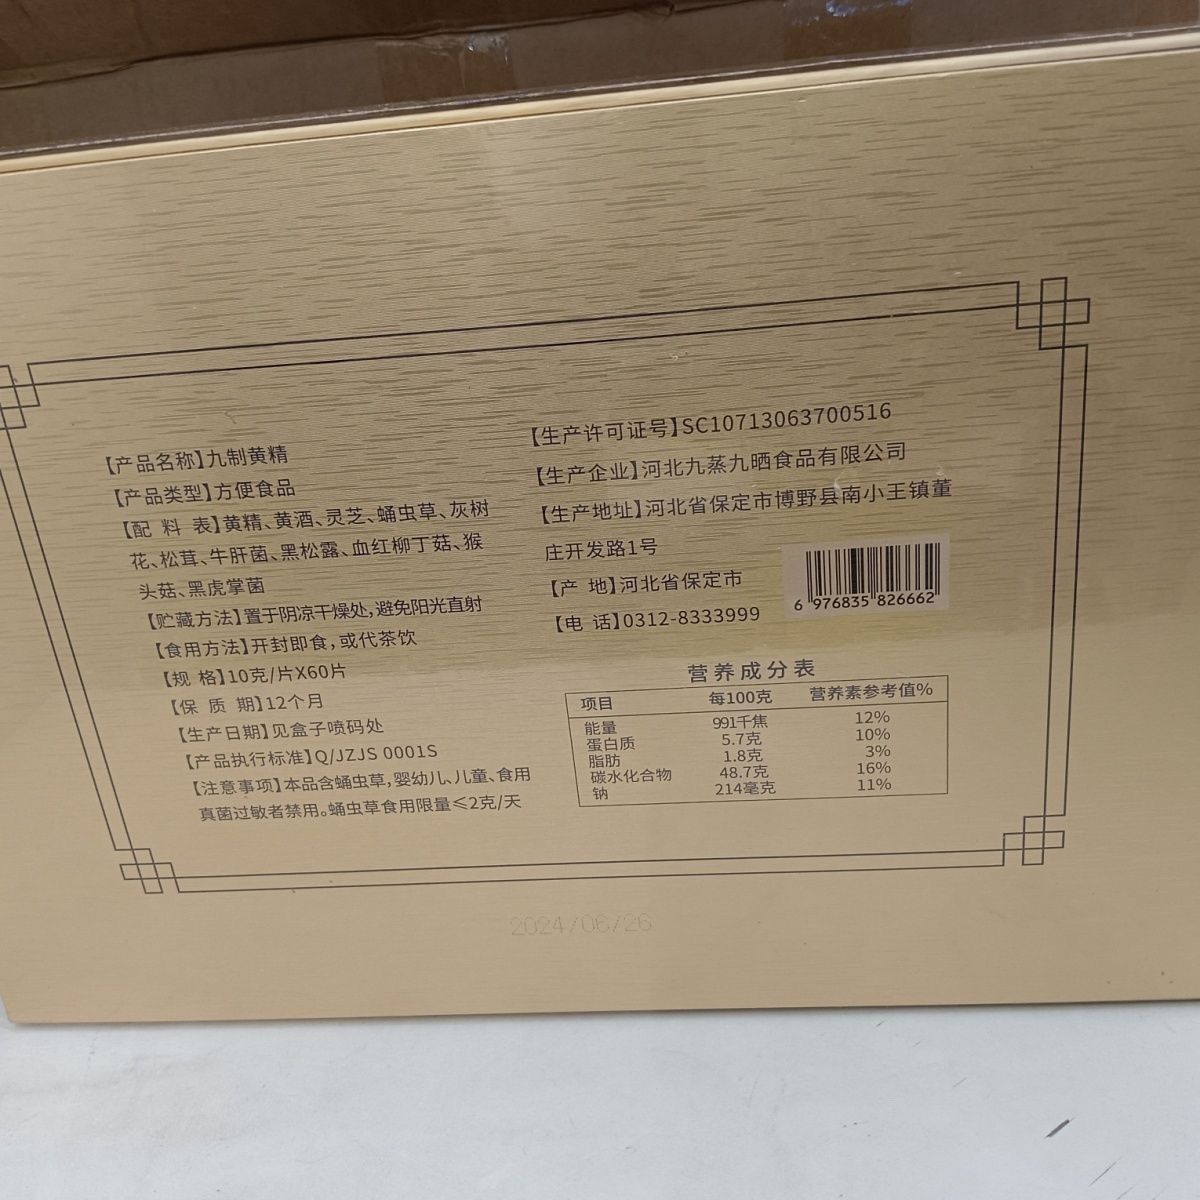 【产品名称】九制黄精
【产品类型】方便食品
【配 料 表】黄精、黄酒、灵芝、蛹虫草、灰树
花、松茸、牛肝菌、黑松露、血红柳丁菇、猴
头菇、黑虎掌菌
【贮藏方法】置于阴凉干燥处,避免阳光直射
【食用方法】开封即食,或代茶饮
【规 格】10克/片X60片
【保 质 期】12个月
【生产日期】见盒子喷码处
【产品执行标准】Q/JZJS 0001S
【注意事项】本品含蛹虫草,婴幼儿、儿童、食用
真菌过敏者禁用。蛹虫草食用限量≤2克/天
【生产许可证号】SC10713063700516
【生产企业】河北九蒸九晒食品有限公司
【生产地址】河北省保定市博野县南小王镇董
庄开发路1号
【产 地】河北省保定市
【电 话】0312-8333999
6 976835 826662
营养成分表
项目 每100克 营养素参考值%
能量 991千焦 12%
蛋白质 5.7克 10%
脂肪 1.8克 3%
碳水化合物 48.7克 16%
钠 214毫克 11%
2024/06/26